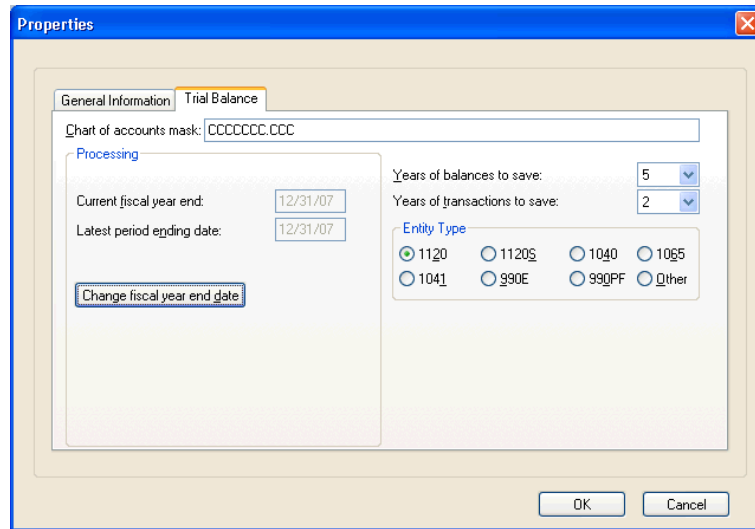 Properties
General Information Trial Balance
Chart of accounts mask: CCCCCCC.CCC
Processing
Current fiscal year end: 12/31/07
Latest period ending date: 12/31/07
Change fiscal year end date
Years of balances to save: 5
Years of transactions to save: 2
Entity Type
1120 1120S 1040 1065
1041 990E 990PF Other
OK Cancel